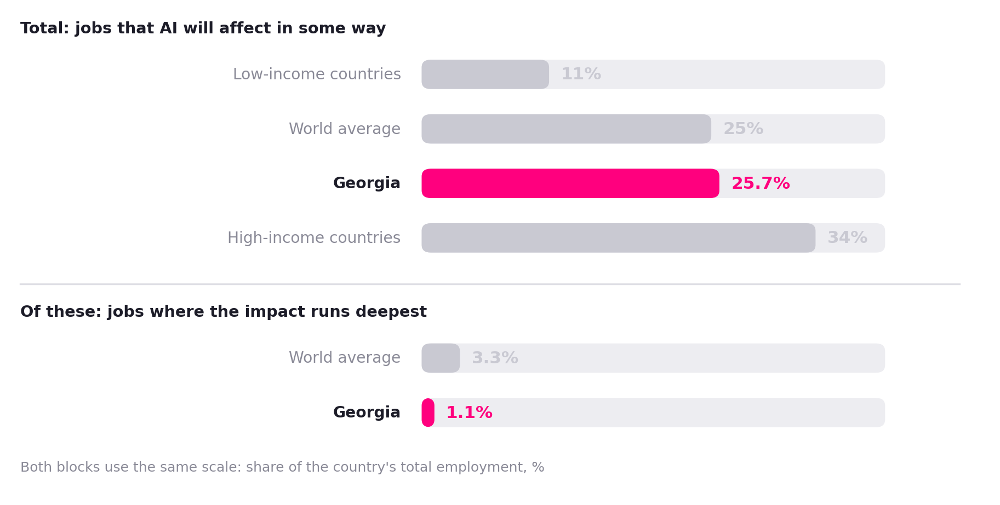 Total: jobs that AI will affect in some way
Low-income countries 11%
World average 25%
Georgia 25.7%
High-income countries 34%
Of these: jobs where the impact runs deepest
World average 3.3%
Georgia 1.1%
Both blocks use the same scale: share of the country's total employment, %